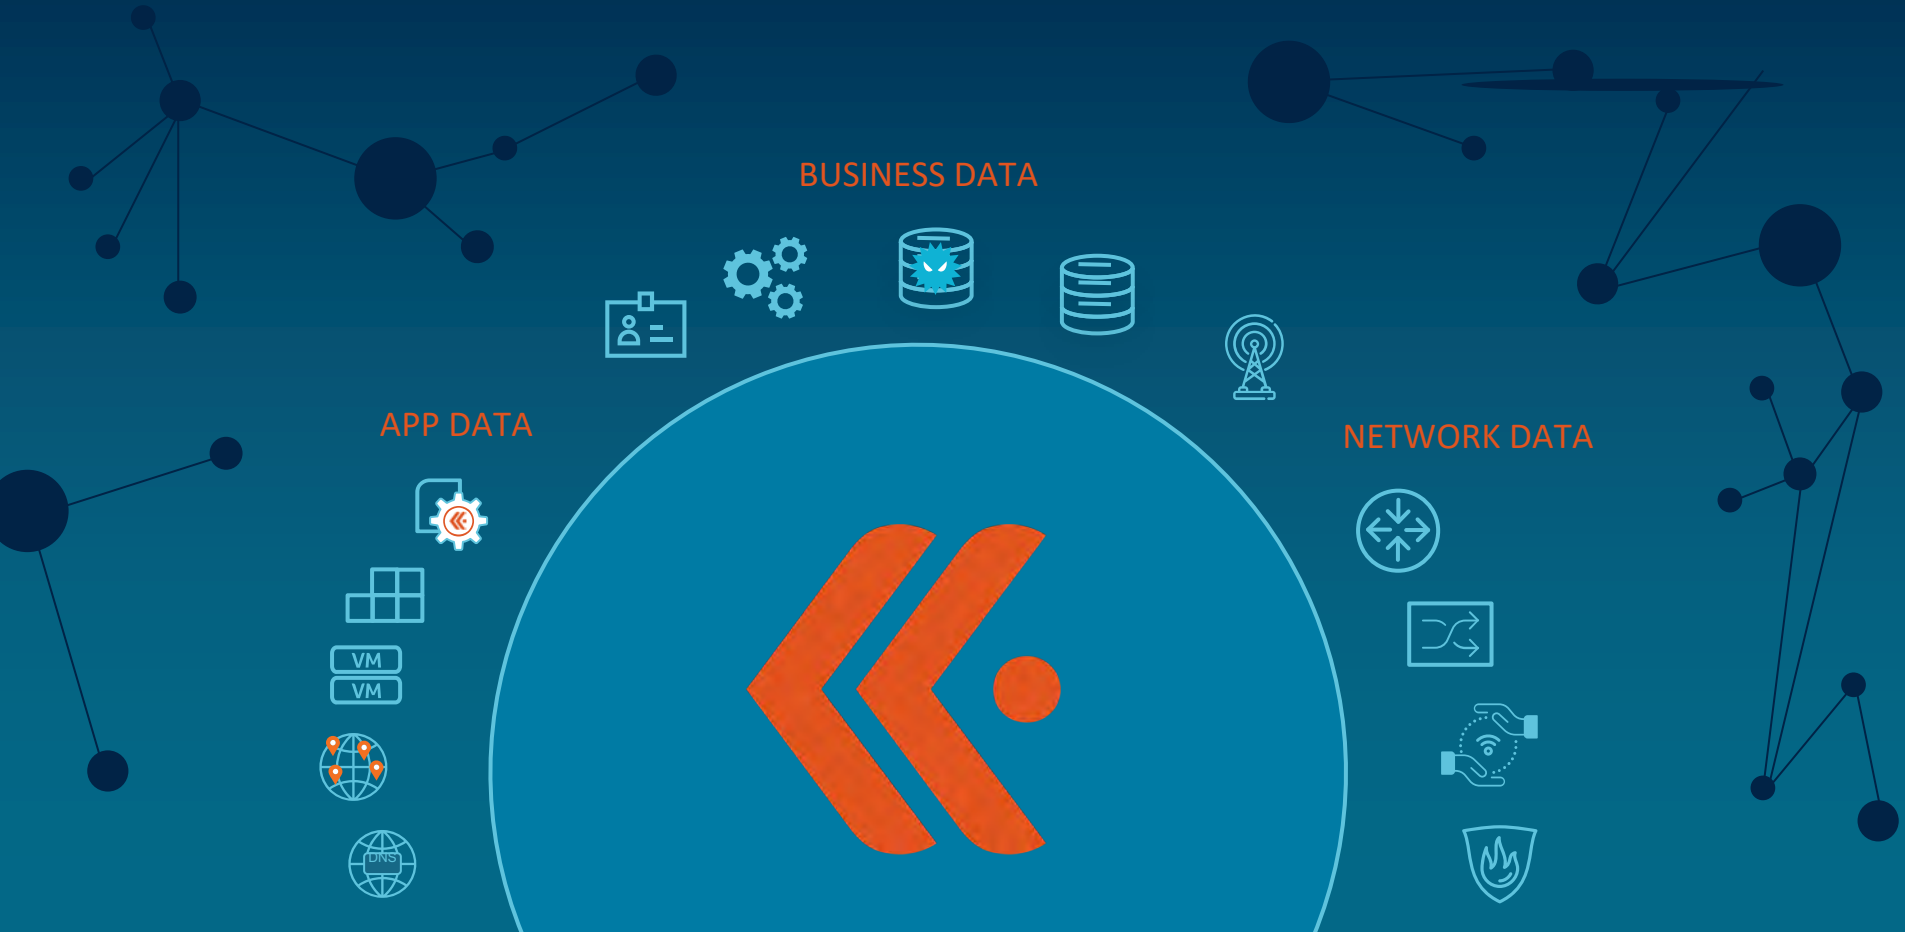 BUSINESS DATA
APP DATA
NETWORK DATA
VM
VM
DNS